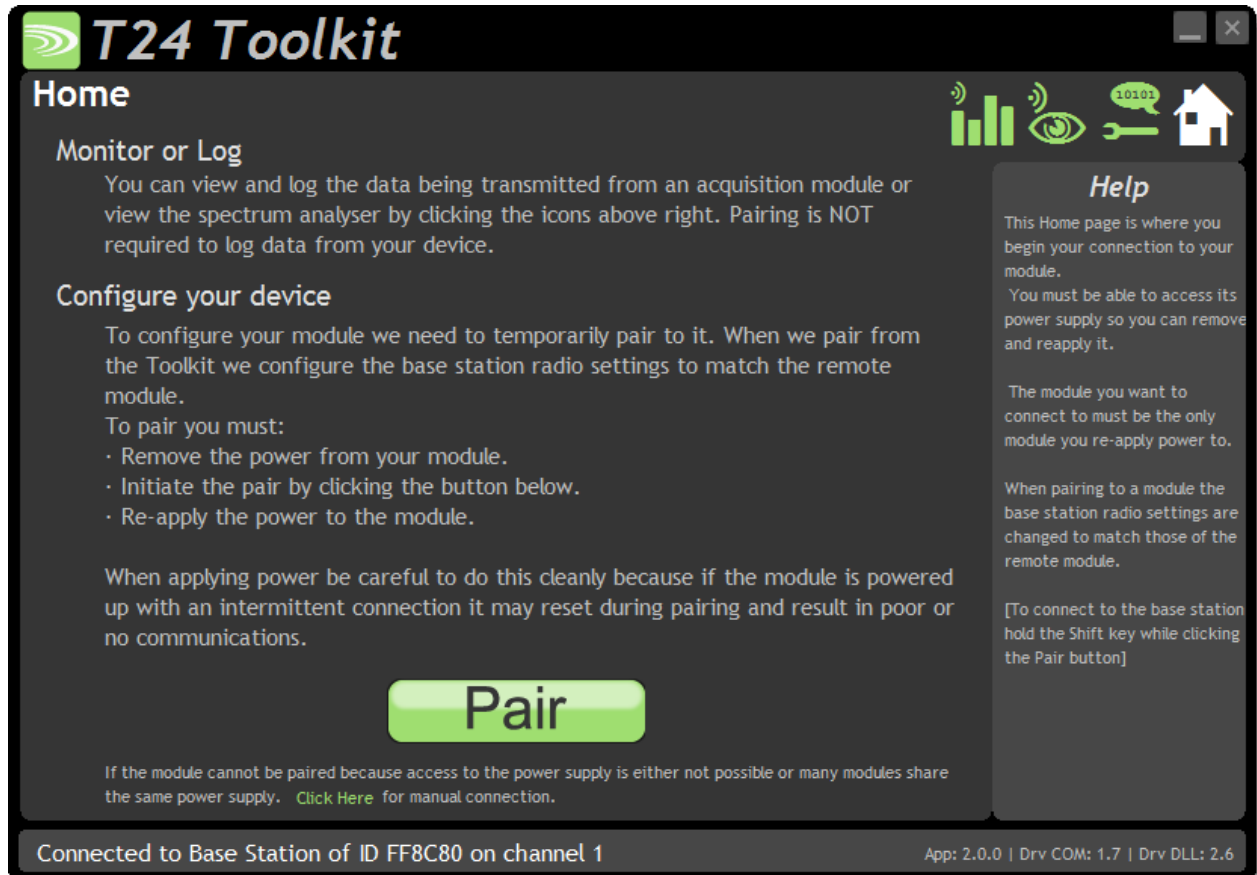 T24 Toolkit
Home
10101
Monitor or Log
You can view and log the data being transmitted from an acquisition module or
view the spectrum analyser by clicking the icons above right. Pairing is NOT
required to log data from your device.
Configure your device
To configure your module we need to temporarily pair to it. When we pair from
the Toolkit we configure the base station radio settings to match the remote
module.
To pair you must:
· Remove the power from your module.
· Initiate the pair by clicking the button below.
· Re-apply the power to the module.
When applying power be careful to do this cleanly because if the module is powered
up with an intermittent connection it may reset during pairing and result in poor or
no communications.
Pair
If the module cannot be paired because access to the power supply is either not possible or many modules share
the same power supply. Click Here for manual connection.
Help
This Home page is where you
begin your connection to your
module.
You must be able to access its
power supply so you can remove
and reapply it.
The module you want to
connect to must be the only
module you re-apply power to.
When pairing to a module the
base station radio settings are
changed to match those of the
remote module.
[To connect to the base station
hold the Shift key while clicking
the Pair button]
Connected to Base Station of ID FF8C80 on channel 1
App: 2.0.0 | Drv COM: 1.7 | Drv DLL: 2.6